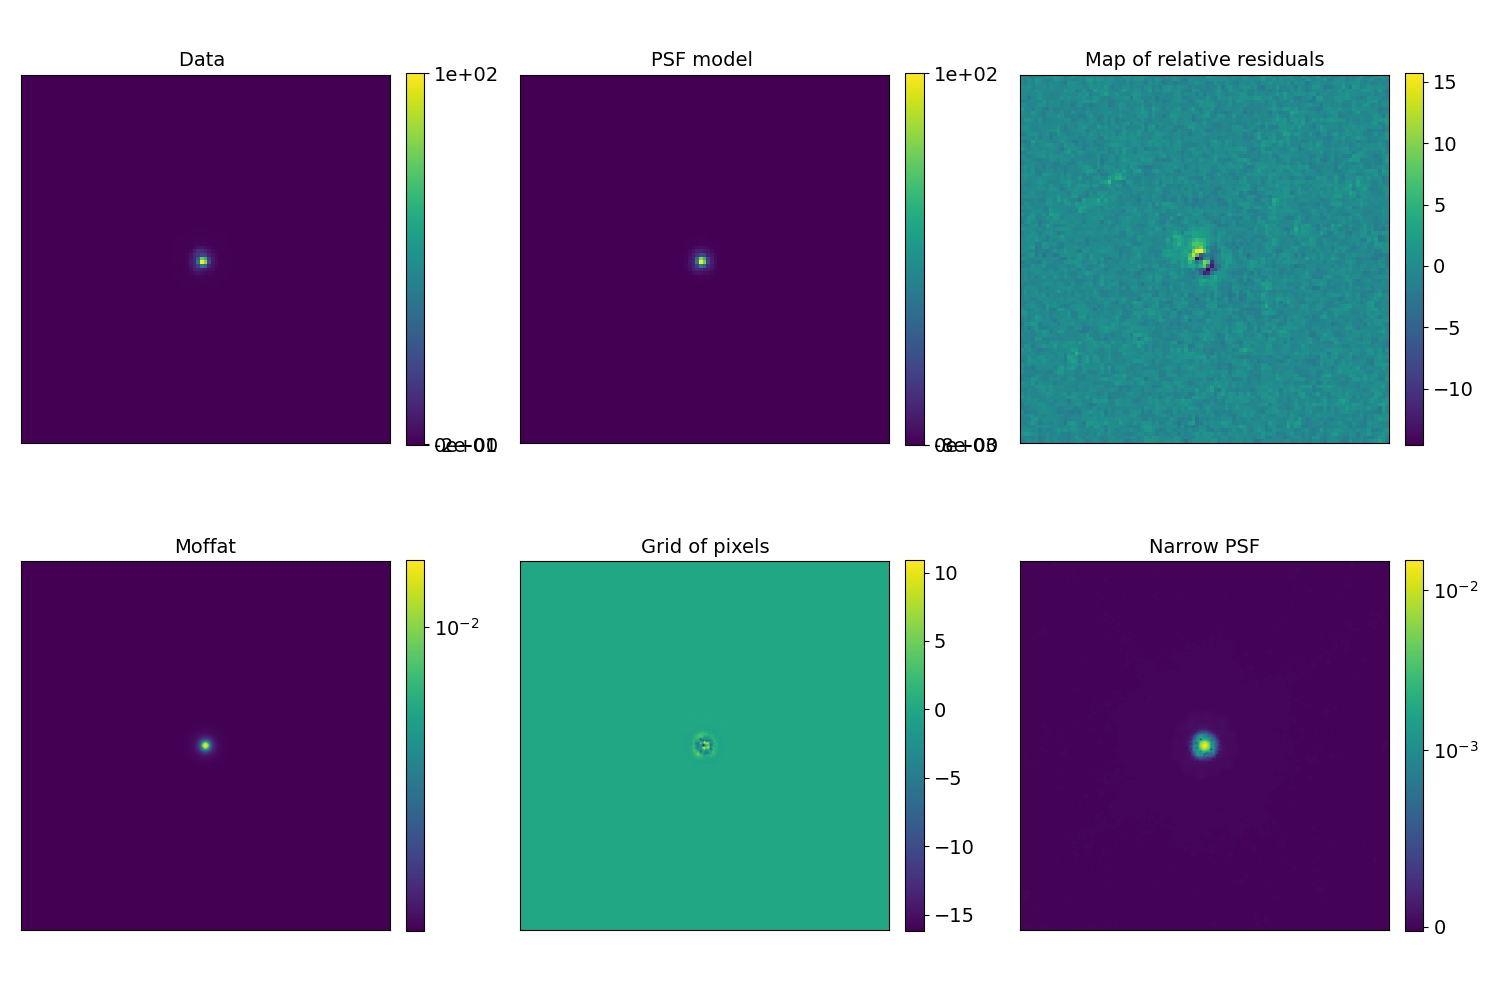 Data
1e+02
PSF model
1e+02
Map of relative residuals
15
10
5
0
−5
−10
Moffat
10⁻²
Grid of pixels
10
5
0
−5
−10
−15
Narrow PSF
10⁻²
10⁻³
0